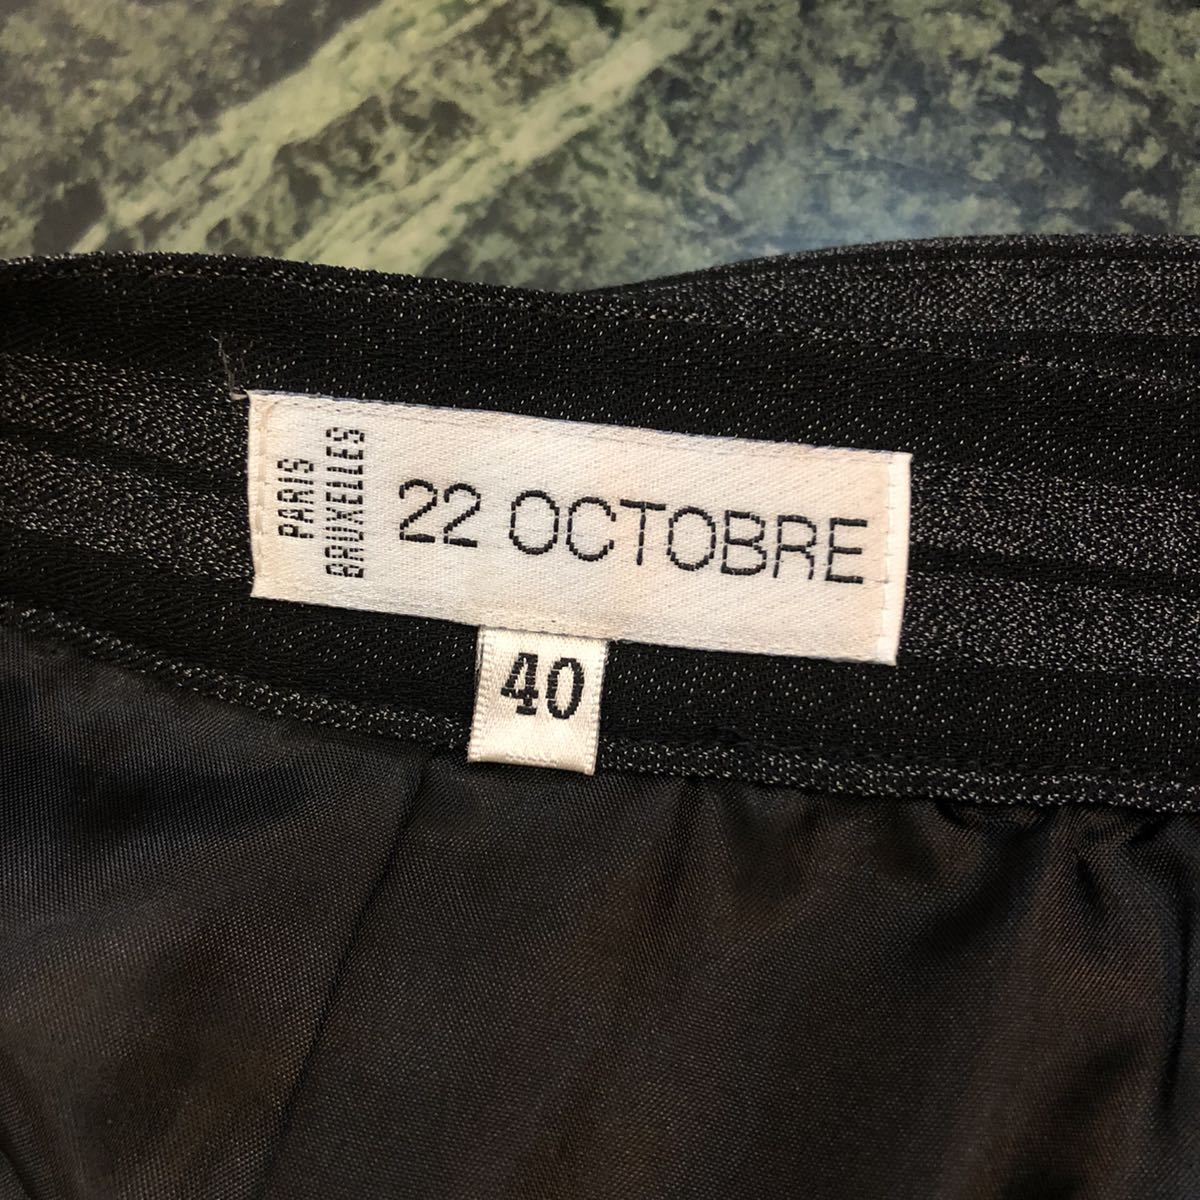 PARIS
BRUXELLES
22 OCTOBRE
40